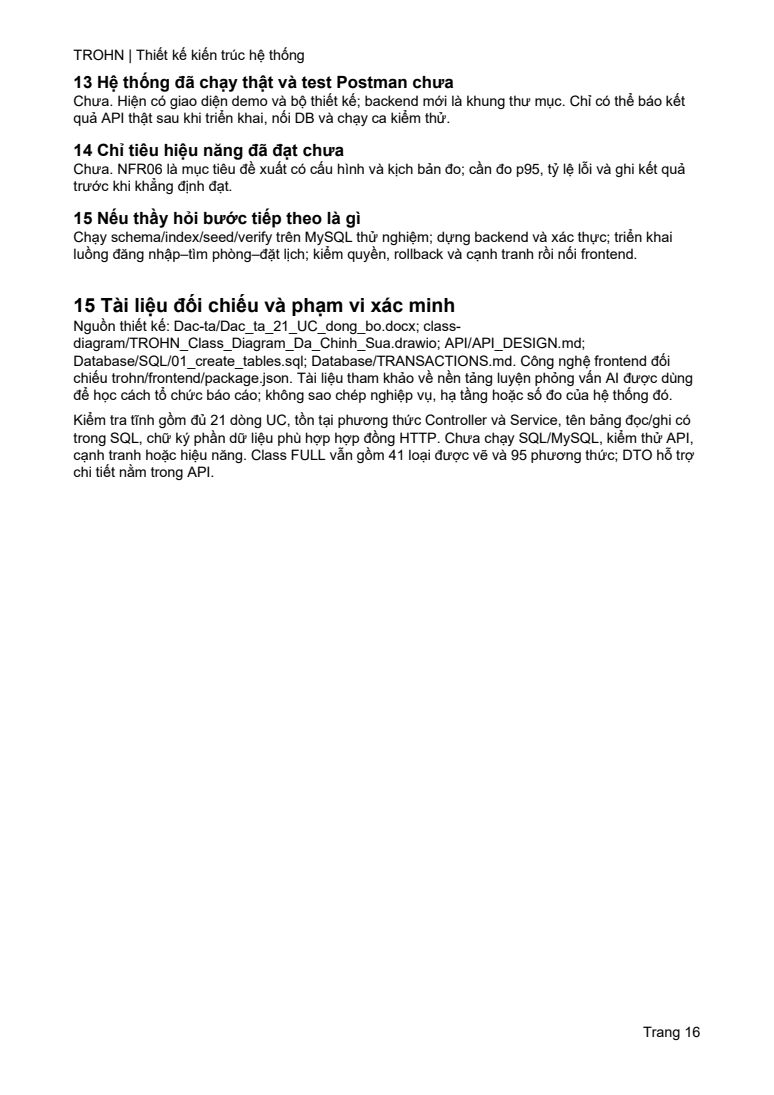 TROHN | Thiết kế kiến trúc hệ thống
13 Hệ thống đã chạy thật và test Postman chưa
Chưa. Hiện có giao diện demo và bộ thiết kế; backend mới là khung thư mục. Chỉ có thể báo kết
quả API thật sau khi triển khai, nối DB và chạy ca kiểm thử.
14 Chỉ tiêu hiệu năng đã đạt chưa
Chưa. NFR06 là mục tiêu đề xuất có cấu hình và kịch bản đo; cần đo p95, tỷ lệ lỗi và ghi kết quả
trước khi khẳng định đạt.
15 Nếu thầy hỏi bước tiếp theo là gì
Chạy schema/index/seed/verify trên MySQL thử nghiệm; dựng backend và xác thực; triển khai
luồng đăng nhập–tìm phòng–đặt lịch; kiểm quyền, rollback và cạnh tranh rồi nối frontend.
15 Tài liệu đối chiếu và phạm vi xác minh
Nguồn thiết kế: Dac-ta/Dac_ta_21_UC_dong_bo.docx; class-
diagram/TROHN_Class_Diagram_Da_Chinh_Sua.drawio; API/API_DESIGN.md;
Database/SQL/01_create_tables.sql; Database/TRANSACTIONS.md. Công nghệ frontend đối
chiếu trohn/frontend/package.json. Tài liệu tham khảo về nền tảng luyện phỏng vấn AI được dùng
để học cách tổ chức báo cáo; không sao chép nghiệp vụ, hạ tầng hoặc số đo của hệ thống đó.
Kiểm tra tĩnh gồm đủ 21 dòng UC, tồn tại phương thức Controller và Service, tên bảng đọc/ghi có
trong SQL, chữ ký phần dữ liệu phù hợp hợp đồng HTTP. Chưa chạy SQL/MySQL, kiểm thử API,
cạnh tranh hoặc hiệu năng. Class FULL vẫn gồm 41 loại được vẽ và 95 phương thức; DTO hỗ trợ
chi tiết nằm trong API.
Trang 16